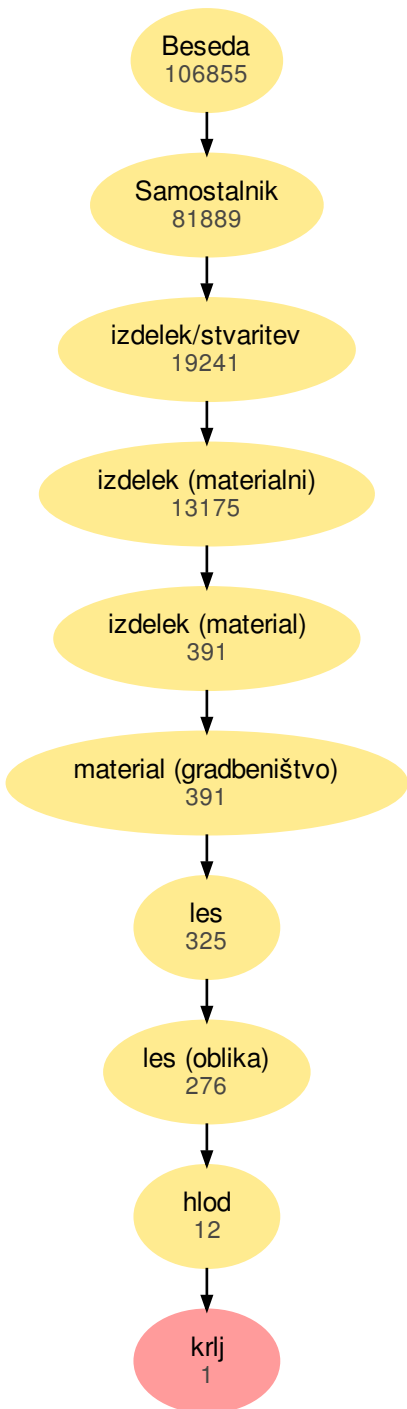 Beseda
106855
Samostalnik
81889
izdelek/stvaritev
19241
izdelek (materialni)
13175
izdelek (material)
391
material (gradbeništvo)
391
les
325
les (oblika)
276
hlod
12
krlj
1